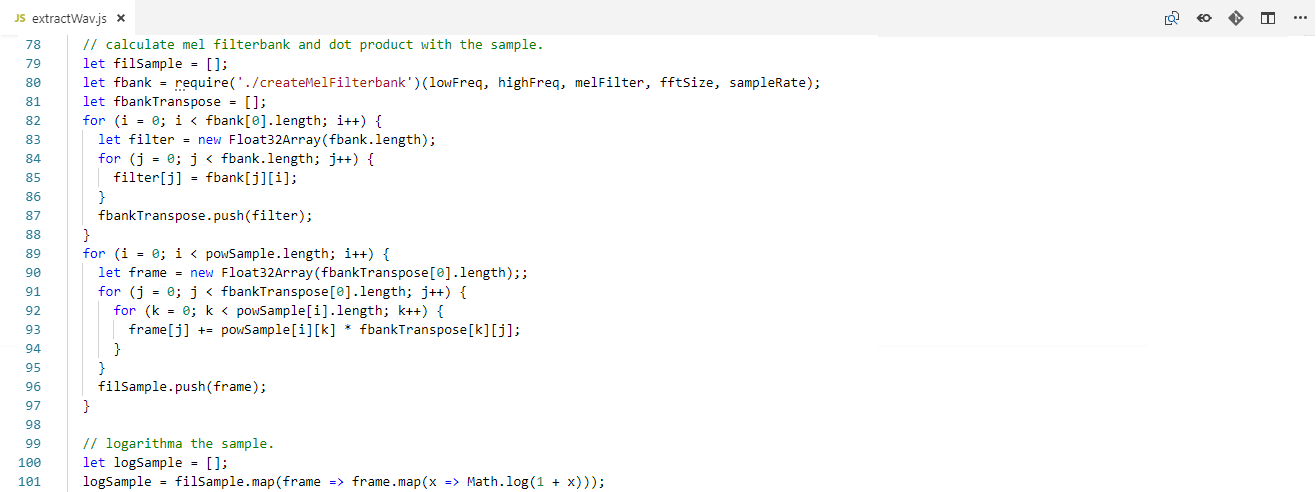 JS extractWav.js ×
78 // calculate mel filterbank and dot product with the sample.
79 let filSample = [];
80 let fbank = require('./createMelFilterbank')(lowFreq, highFreq, melFilter, fftSize, sampleRate);
81 let fbankTranspose = [];
82 for (i = 0; i < fbank[0].length; i++) {
83 let filter = new Float32Array(fbank.length);
84 for (j = 0; j < fbank.length; j++) {
85 filter[j] = fbank[j][i];
86 }
87 fbankTranspose.push(filter);
88 }
89 for (i = 0; i < powSample.length; i++) {
90 let frame = new Float32Array(fbankTranspose[0].length);;
91 for (j = 0; j < fbankTranspose[0].length; j++) {
92 for (k = 0; k < powSample[i].length; k++) {
93 frame[j] += powSample[i][k] * fbankTranspose[k][j];
94 }
95 }
96 filSample.push(frame);
97 }
98
99 // logarithma the sample.
100 let logSample = [];
101 logSample = filSample.map(frame => frame.map(x => Math.log(1 + x)));